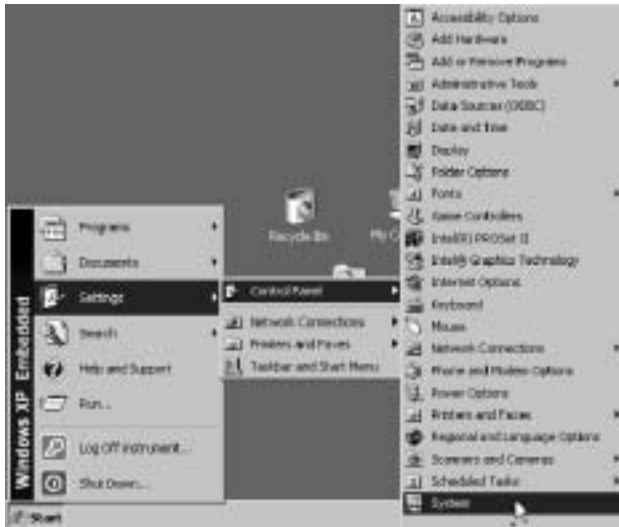 Recycle Bin
My C
Windows XP Embedded
Programs
Documents
Settings
Search
Help and Support
Run...
Log Off instrument...
Shut Down...
Start
Control Panel
Network Connections
Printers and Faxes
Taskbar and Start Menu
Accessibility Options
Add Hardware
Add or Remove Programs
Administrative Tools
Data Sources (ODBC)
Date and Time
Display
Folder Options
Fonts
Game Controllers
Intel(R) PROSet II
Intel® Graphics Technology
Internet Options
Keyboard
Mouse
Network Connections
Phone and Modem Options
Power Options
Printers and Faxes
Regional and Language Options
Scanners and Cameras
Scheduled Tasks
System